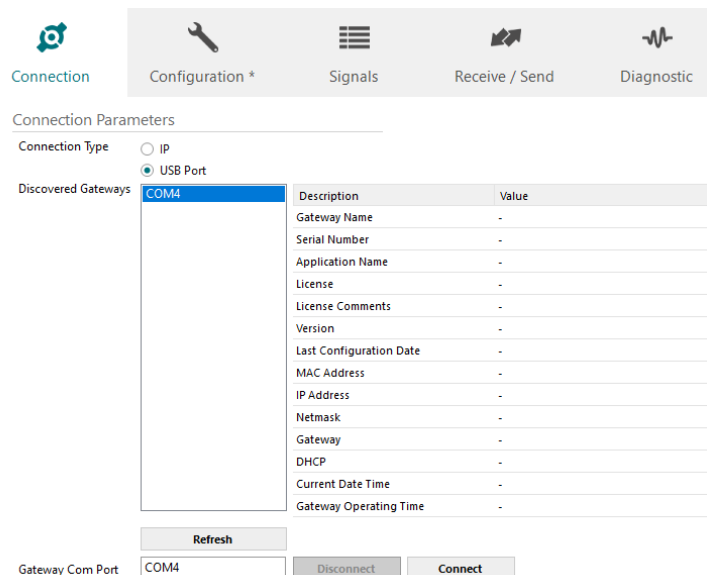 Connection Configuration * Signals Receive / Send Diagnostic
Connection Parameters
Connection Type IP
USB Port
Discovered Gateways COM4 Description Value
Gateway Name -
Serial Number -
Application Name -
License -
License Comments -
Version -
Last Configuration Date -
MAC Address -
IP Address -
Netmask -
Gateway -
DHCP -
Current Date Time -
Gateway Operating Time -
Refresh
Gateway Com Port COM4 Disconnect Connect